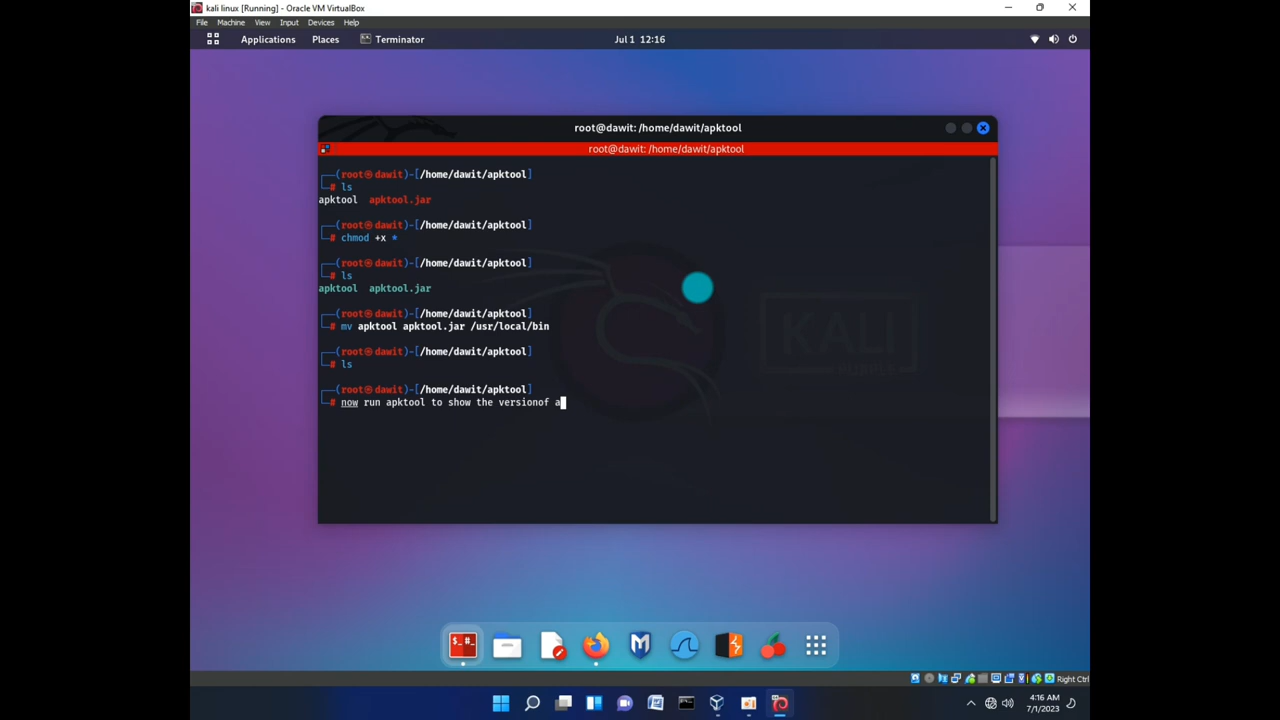 kali linux [Running] - Oracle VM VirtualBox
File Machine View Input Devices Help
Applications Places Terminator Jul 1 12:16
root@dawit: /home/dawit/apktool
root@dawit: /home/dawit/apktool
┌──(root㉿dawit)-[/home/dawit/apktool]
└─# ls
apktool apktool.jar
┌──(root㉿dawit)-[/home/dawit/apktool]
└─# chmod +x *
┌──(root㉿dawit)-[/home/dawit/apktool]
└─# ls
apktool apktool.jar
┌──(root㉿dawit)-[/home/dawit/apktool]
└─# mv apktool apktool.jar /usr/local/bin
┌──(root㉿dawit)-[/home/dawit/apktool]
└─# ls
┌──(root㉿dawit)-[/home/dawit/apktool]
└─# now run apktool to show the versionof a
KALI
$_ #_
Right Ctrl
4:16 AM
7/1/2023